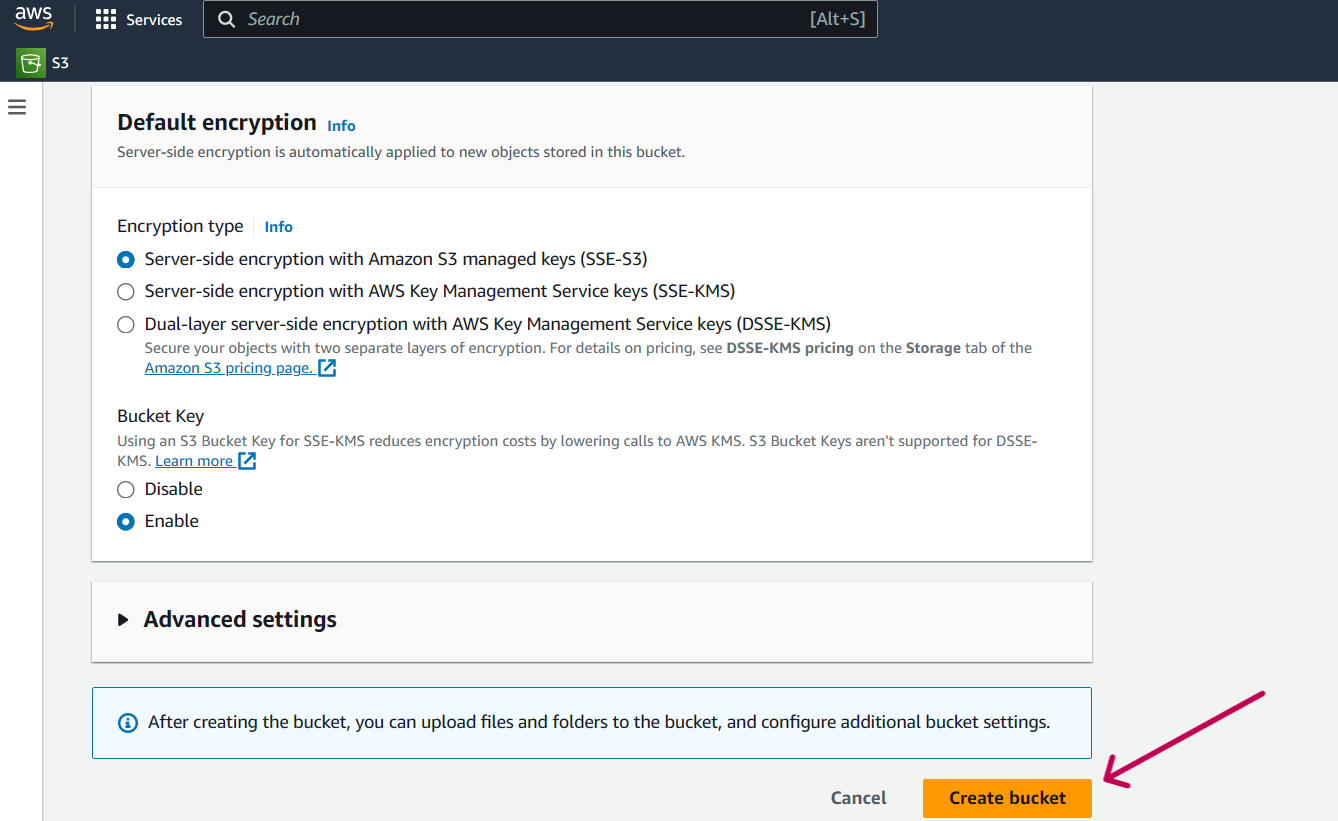 aws
Services
Search
[Alt+S]
S3
Default encryption Info
Server-side encryption is automatically applied to new objects stored in this bucket.
Encryption type Info
Server-side encryption with Amazon S3 managed keys (SSE-S3)
Server-side encryption with AWS Key Management Service keys (SSE-KMS)
Dual-layer server-side encryption with AWS Key Management Service keys (DSSE-KMS)
Secure your objects with two separate layers of encryption. For details on pricing, see DSSE-KMS pricing on the Storage tab of the
Amazon S3 pricing page.
Bucket Key
Using an S3 Bucket Key for SSE-KMS reduces encryption costs by lowering calls to AWS KMS. S3 Bucket Keys aren't supported for DSSE-
KMS. Learn more
Disable
Enable
Advanced settings
After creating the bucket, you can upload files and folders to the bucket, and configure additional bucket settings.
Cancel
Create bucket